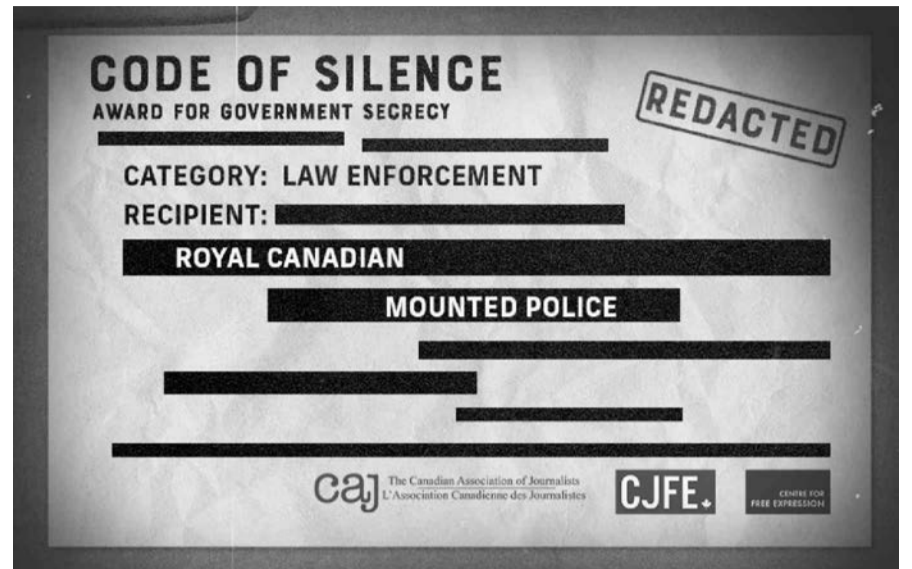 CODE OF SILENCE
AWARD FOR GOVERNMENT SECRECY
REDACTED
CATEGORY: LAW ENFORCEMENT
RECIPIENT:
ROYAL CANADIAN
MOUNTED POLICE
caj
The Canadian Association of Journalists
L'Association Canadienne des Journalistes
CJFE
CENTRE FOR
FREE EXPRESSION